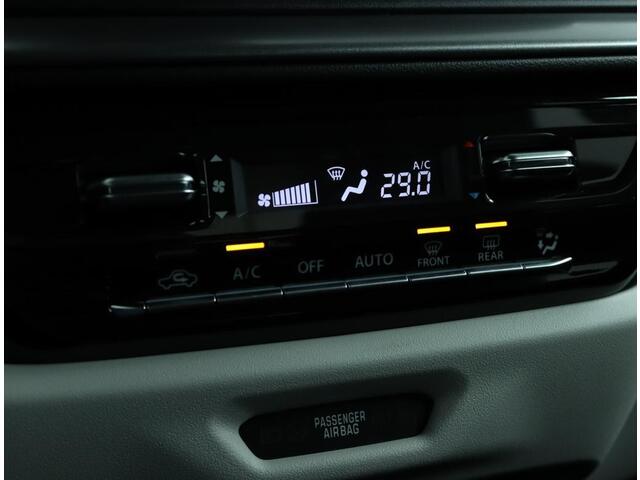 A/C
29.0
A/C
OFF
AUTO
FRONT
REAR
PASSENGER
AIRBAG